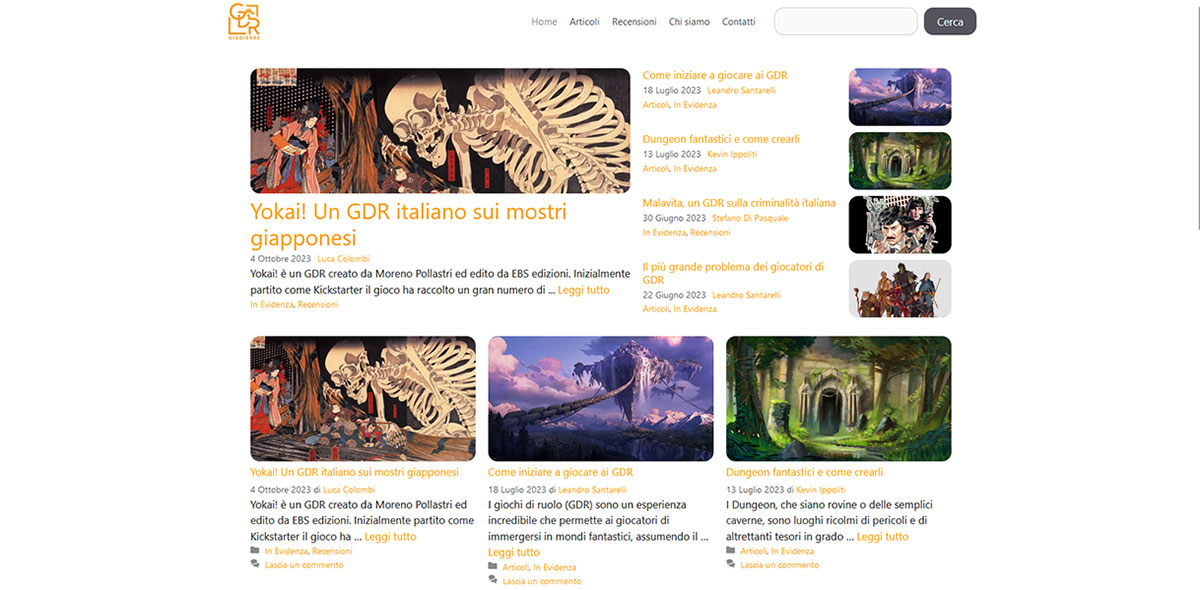 GDR
GIDDIERRE
Home Articoli Recensioni Chi siamo Contatti Cerca
Yokai! Un GDR italiano sui mostri
giapponesi
4 Ottobre 2023 Luca Colombi
Yokai! è un GDR creato da Moreno Pollastri ed edito da EBS edizioni. Inizialmente
partito come Kickstarter il gioco ha raccolto un gran numero di ... Leggi tutto
In Evidenza, Recensioni
Come iniziare a giocare ai GDR
18 Luglio 2023 Leandro Santarelli
Articoli, In Evidenza
Dungeon fantastici e come crearli
13 Luglio 2023 Kevin Ippoliti
Articoli, In Evidenza
Malavita, un GDR sulla criminalità italiana
30 Giugno 2023 Stefano Di Pasquale
In Evidenza, Recensioni
Il più grande problema dei giocatori di
GDR
22 Giugno 2023 Leandro Santarelli
Articoli, In Evidenza
Yokai! Un GDR italiano sui mostri giapponesi
4 Ottobre 2023 di Luca Colombi
Yokai! è un GDR creato da Moreno Pollastri ed
edito da EBS edizioni. Inizialmente partito come
Kickstarter il gioco ha ... Leggi tutto
In Evidenza, Recensioni
Lascia un commento
Come iniziare a giocare ai GDR
18 Luglio 2023 di Leandro Santarelli
I giochi di ruolo (GDR) sono un esperienza
incredibile che permette ai giocatori di
immergersi in mondi fantastici, assumendo il ...
Leggi tutto
Articoli, In Evidenza
Lascia un commento
Dungeon fantastici e come crearli
13 Luglio 2023 di Kevin Ippoliti
I Dungeon, che siano rovine o delle semplici
caverne, sono luoghi ricolmi di pericoli e di
altrettanti tesori in grado ... Leggi tutto
Articoli, In Evidenza
Lascia un commento